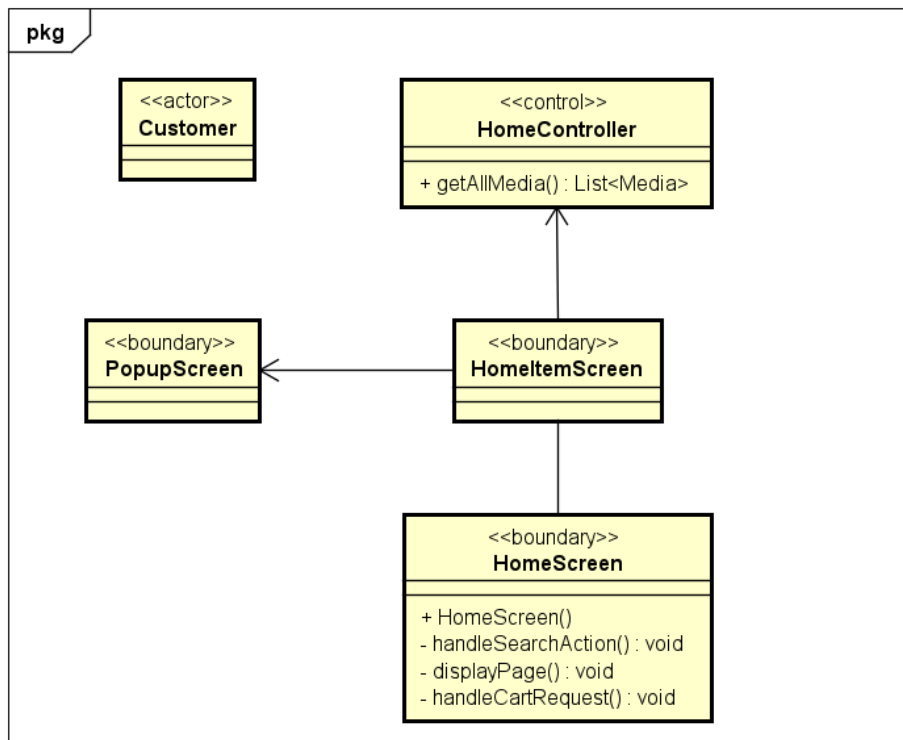 pkg
<<actor>>
Customer
<<control>>
HomeController
+ getAllMedia() : List<Media>
<<boundary>>
PopupScreen
<<boundary>>
HomeItemScreen
<<boundary>>
HomeScreen
+ HomeScreen()
- handleSearchAction() : void
- displayPage() : void
- handleCartRequest() : void